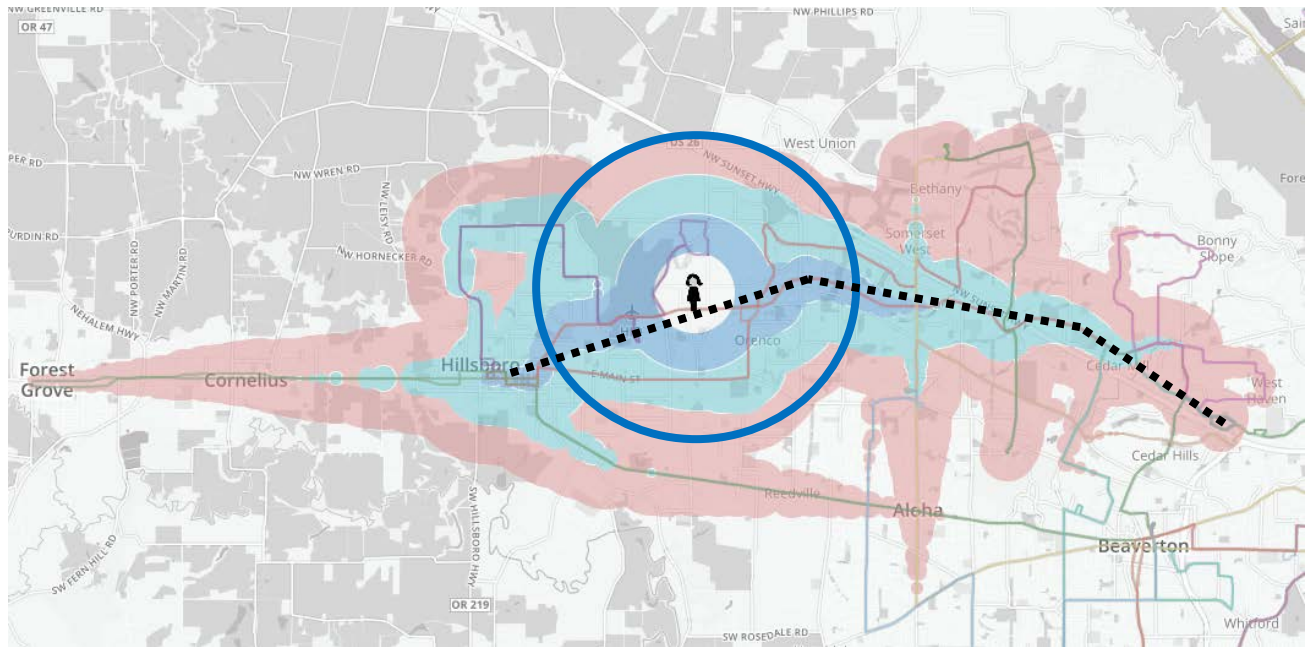 NW GREENVILLE RD
OR 47
NW PHILLIPS RD
US 26
West Union
NW SUNSET HWY
PER RD
NW WREN RD
NW LEISY RD
Bethany
PURDIN RD
NW PORTER RD
NW MARTIN RD
NW HORNECKER RD
Somerset
West
Bonny
Slope
NEHALEM HWY
NW SUN
Orenco
Hillsboro
E MAIN ST
Forest
Grove
Cornelius
Cedar M
West
Haven
Cedar Hills
Reedville
Aloha
Beaverton
SW FERN HILL RD
SW HILLSBORO HWY
OR 219
SW ROSEDALE RD
Whitford